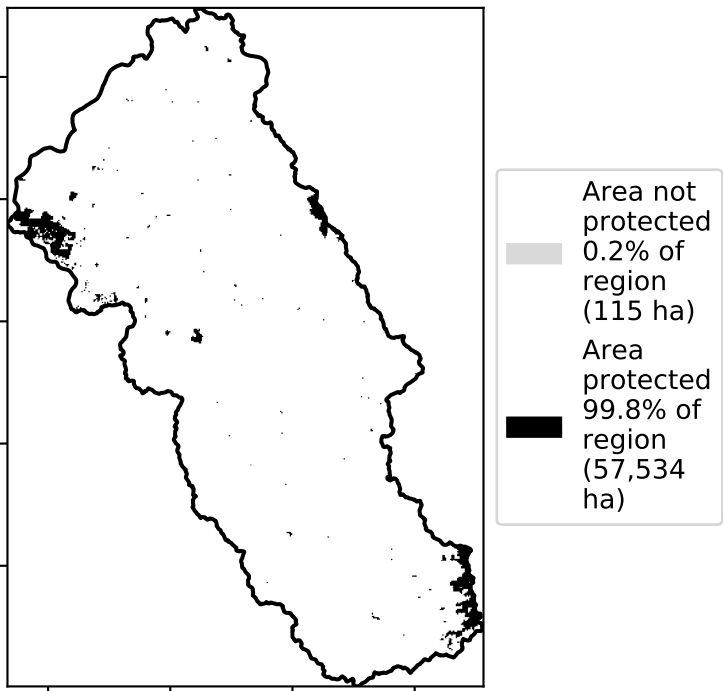 Area not
protected
0.2% of
region
(115 ha)
Area
protected
99.8% of
region
(57,534
ha)